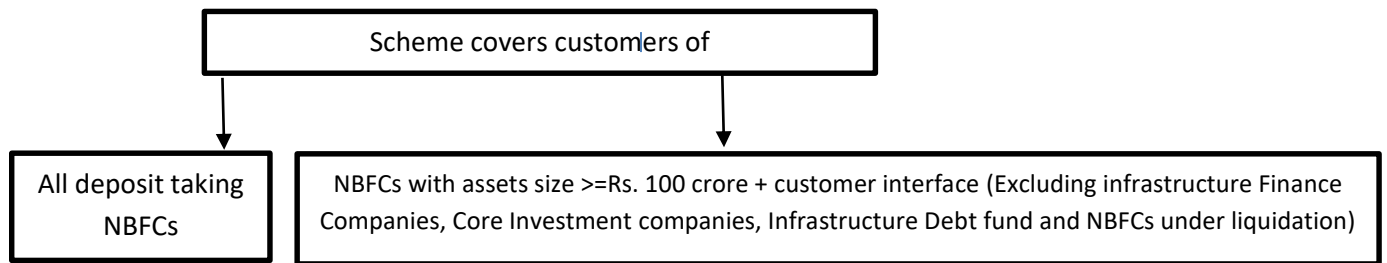 Scheme covers customers of
All deposit taking
NBFCs
NBFCs with assets size >=Rs. 100 crore + customer interface (Excluding infrastructure Finance
Companies, Core Investment companies, Infrastructure Debt fund and NBFCs under liquidation)